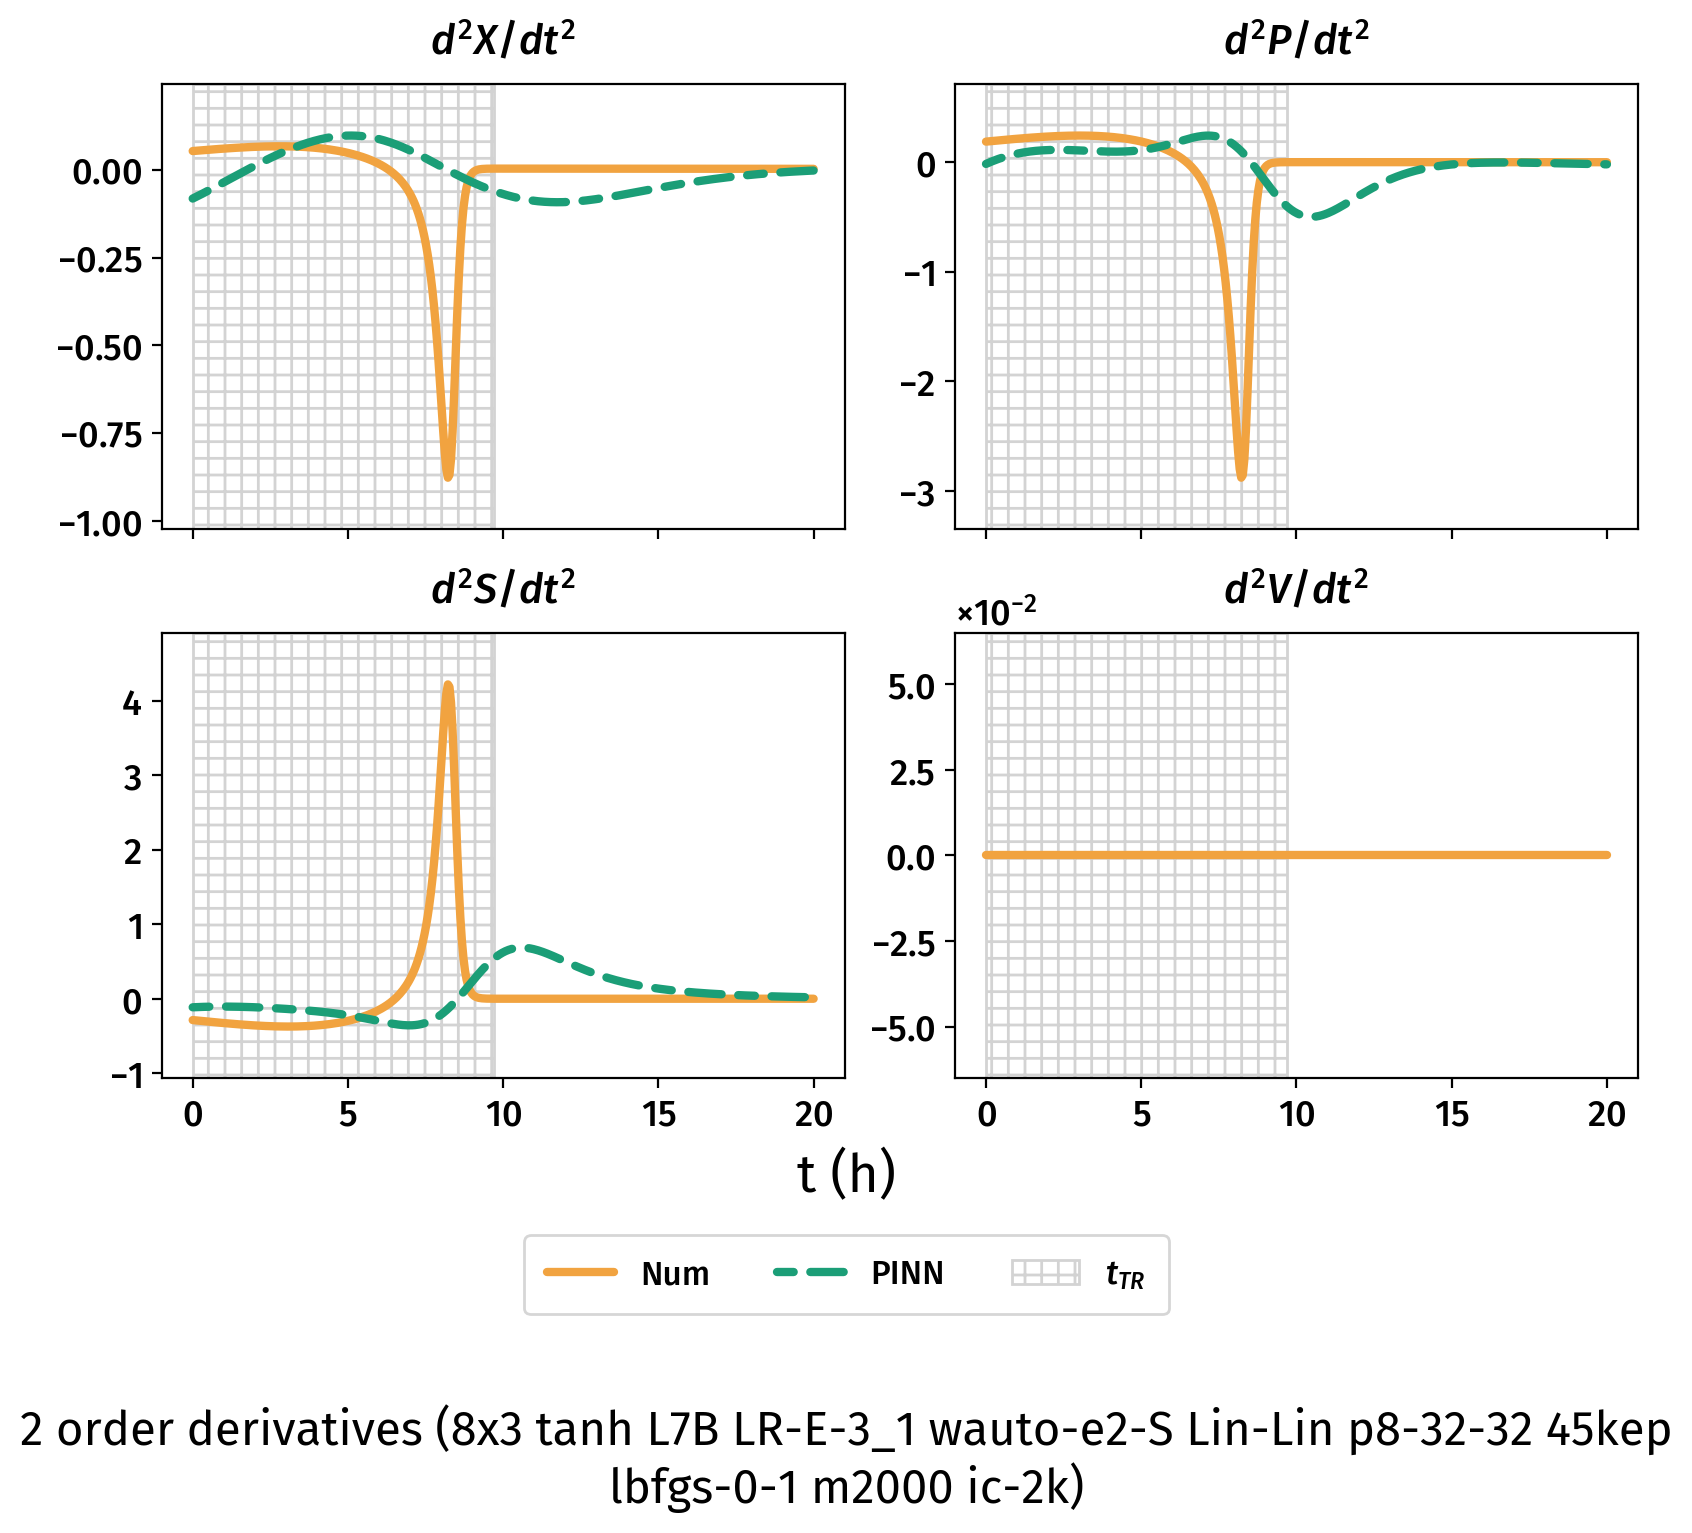 d²X/dt²
d²P/dt²
0.00
−0.25
−0.50
−0.75
−1.00
0
−1
−2
−3
d²S/dt²
d²V/dt²
×10⁻²
4
3
2
1
0
−1
5.0
2.5
0.0
−2.5
−5.0
0 5 10 15 20
0 5 10 15 20
t (h)
Num PINN t_TR
2 order derivatives (8x3 tanh L7B LR-E-3_1 wauto-e2-S Lin-Lin p8-32-32 45kep
lbfgs-0-1 m2000 ic-2k)